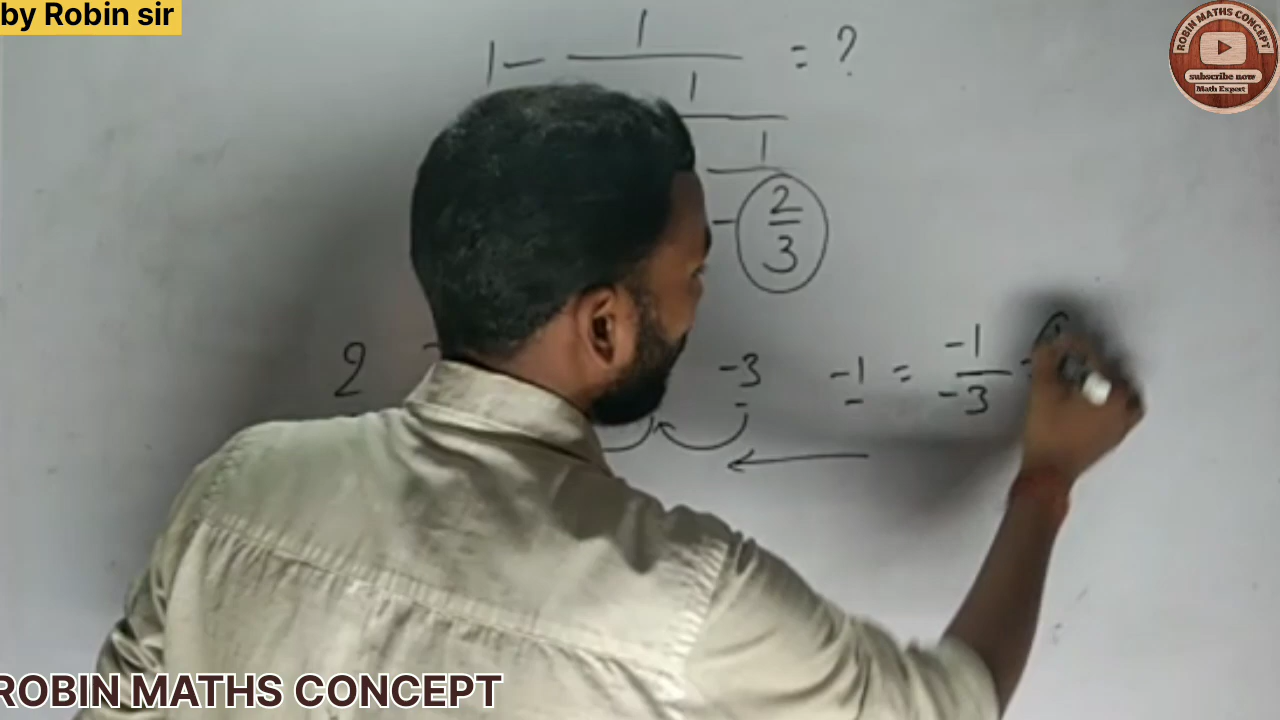 by Robin sir
ROBIN MATHS CONCEPT
subscribe now
Math Expert
1 - 1 = ?
1
1
- 2/3
2 -3 -1 = -1/-3
ROBIN MATHS CONCEPT